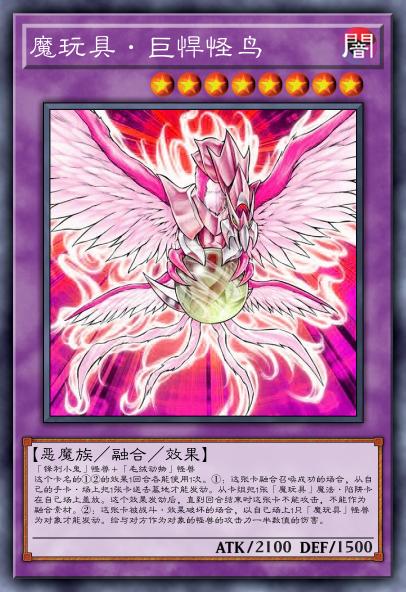 魔玩具·巨悍怪鸟
闇
【恶魔族／融合／效果】
「锋利小鬼」怪兽＋「毛绒动物」怪兽
这个卡名的①②的效果1回合各能使用1次。①：这张卡融合召唤成功的场合，从自
己的手卡·场上把1张卡送去墓地才能发动。从卡组把1张「魔玩具」魔法·陷阱卡
在自己场上盖放。这个效果发动后，直到回合结束时这张卡不能攻击，不能作为
融合素材。②：这张卡被战斗·效果破坏的场合，以自己场上1只「魔玩具」怪兽
为对象才能发动。给与对方作为对象的怪兽的攻击力一半数值的伤害。
ATK/2100 DEF/1500